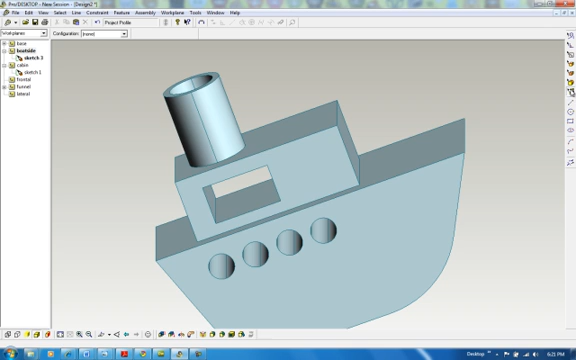 Pro/DESKTOP - New Session - [Design2 *]
File Edit View Select Line Constraint Feature Assembly Workplane Tools Window Help
Project Profile
Workplanes
Configuration: (none)
base
boatside
sketch 3
cabin
sketch 1
frontal
funnel
lateral
Desktop
6:21 PM